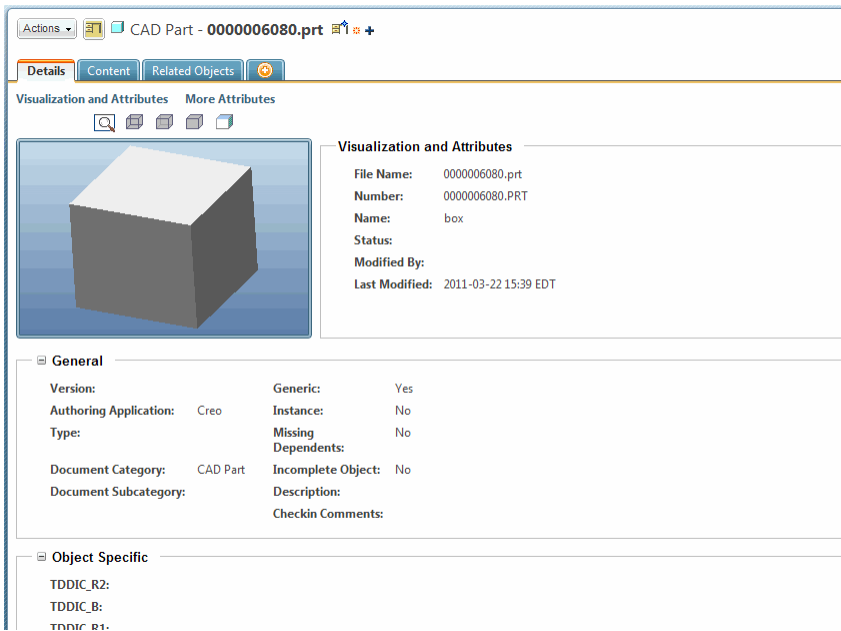 Actions
CAD Part - 0000006080.prt
Details Content Related Objects
Visualization and Attributes More Attributes
Visualization and Attributes
File Name: 0000006080.prt
Number: 0000006080.PRT
Name: box
Status:
Modified By:
Last Modified: 2011-03-22 15:39 EDT
General
Version: Generic: Yes
Authoring Application: Creo Instance: No
Type: Missing Dependents: No
Document Category: CAD Part Incomplete Object: No
Document Subcategory: Description:
Checkin Comments:
Object Specific
TDDIC_R2:
TDDIC_B:
TDDIC_R1: